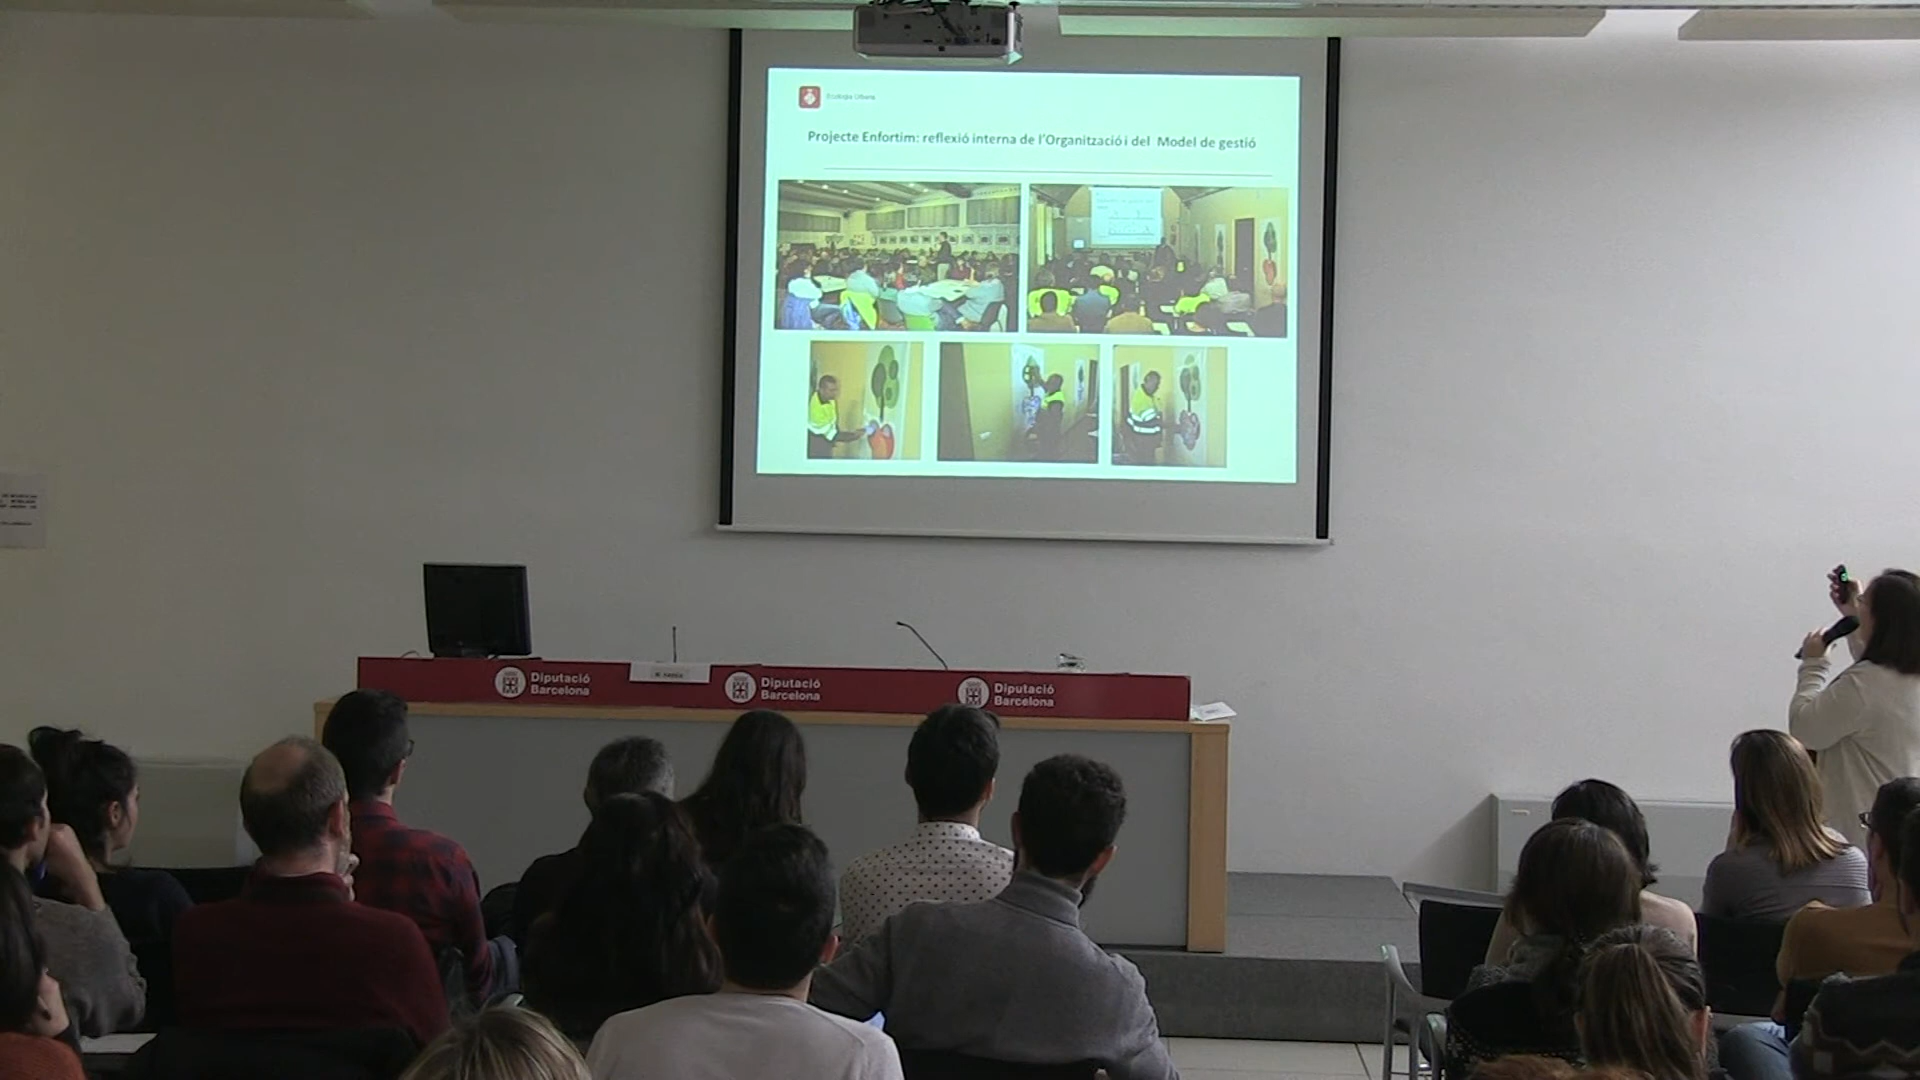 Ecologia Urbana
Projecte Enfortim: reflexió interna de l'Organització i del Model de gestió
Diputació
Barcelona
Diputació
Barcelona
Diputació
Barcelona